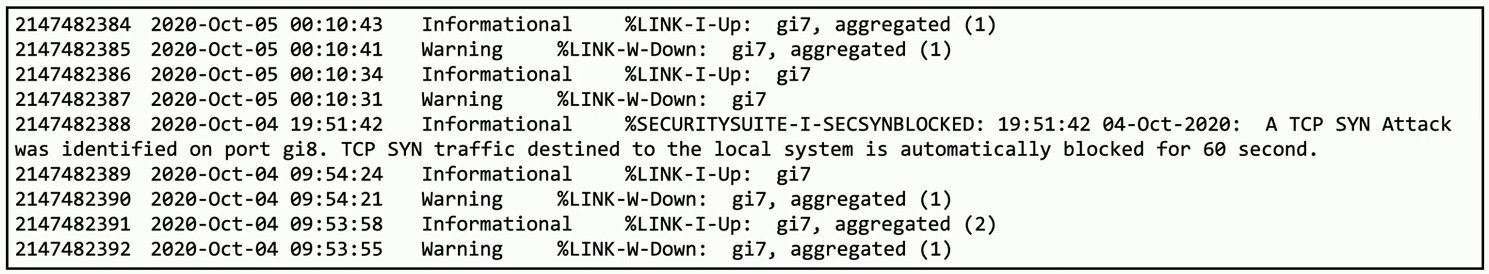 2147482384 2020-Oct-05 00:10:43 Informational %LINK-I-Up: gi7, aggregated (1)
2147482385 2020-Oct-05 00:10:41 Warning %LINK-W-Down: gi7, aggregated (1)
2147482386 2020-Oct-05 00:10:34 Informational %LINK-I-Up: gi7
2147482387 2020-Oct-05 00:10:31 Warning %LINK-W-Down: gi7
2147482388 2020-Oct-04 19:51:42 Informational %SECURITYSUITE-I-SECSYNBLOCKED: 19:51:42 04-Oct-2020: A TCP SYN Attack
was identified on port gi8. TCP SYN traffic destined to the local system is automatically blocked for 60 second.
2147482389 2020-Oct-04 09:54:24 Informational %LINK-I-Up: gi7
2147482390 2020-Oct-04 09:54:21 Warning %LINK-W-Down: gi7, aggregated (1)
2147482391 2020-Oct-04 09:53:58 Informational %LINK-I-Up: gi7, aggregated (2)
2147482392 2020-Oct-04 09:53:55 Warning %LINK-W-Down: gi7, aggregated (1)